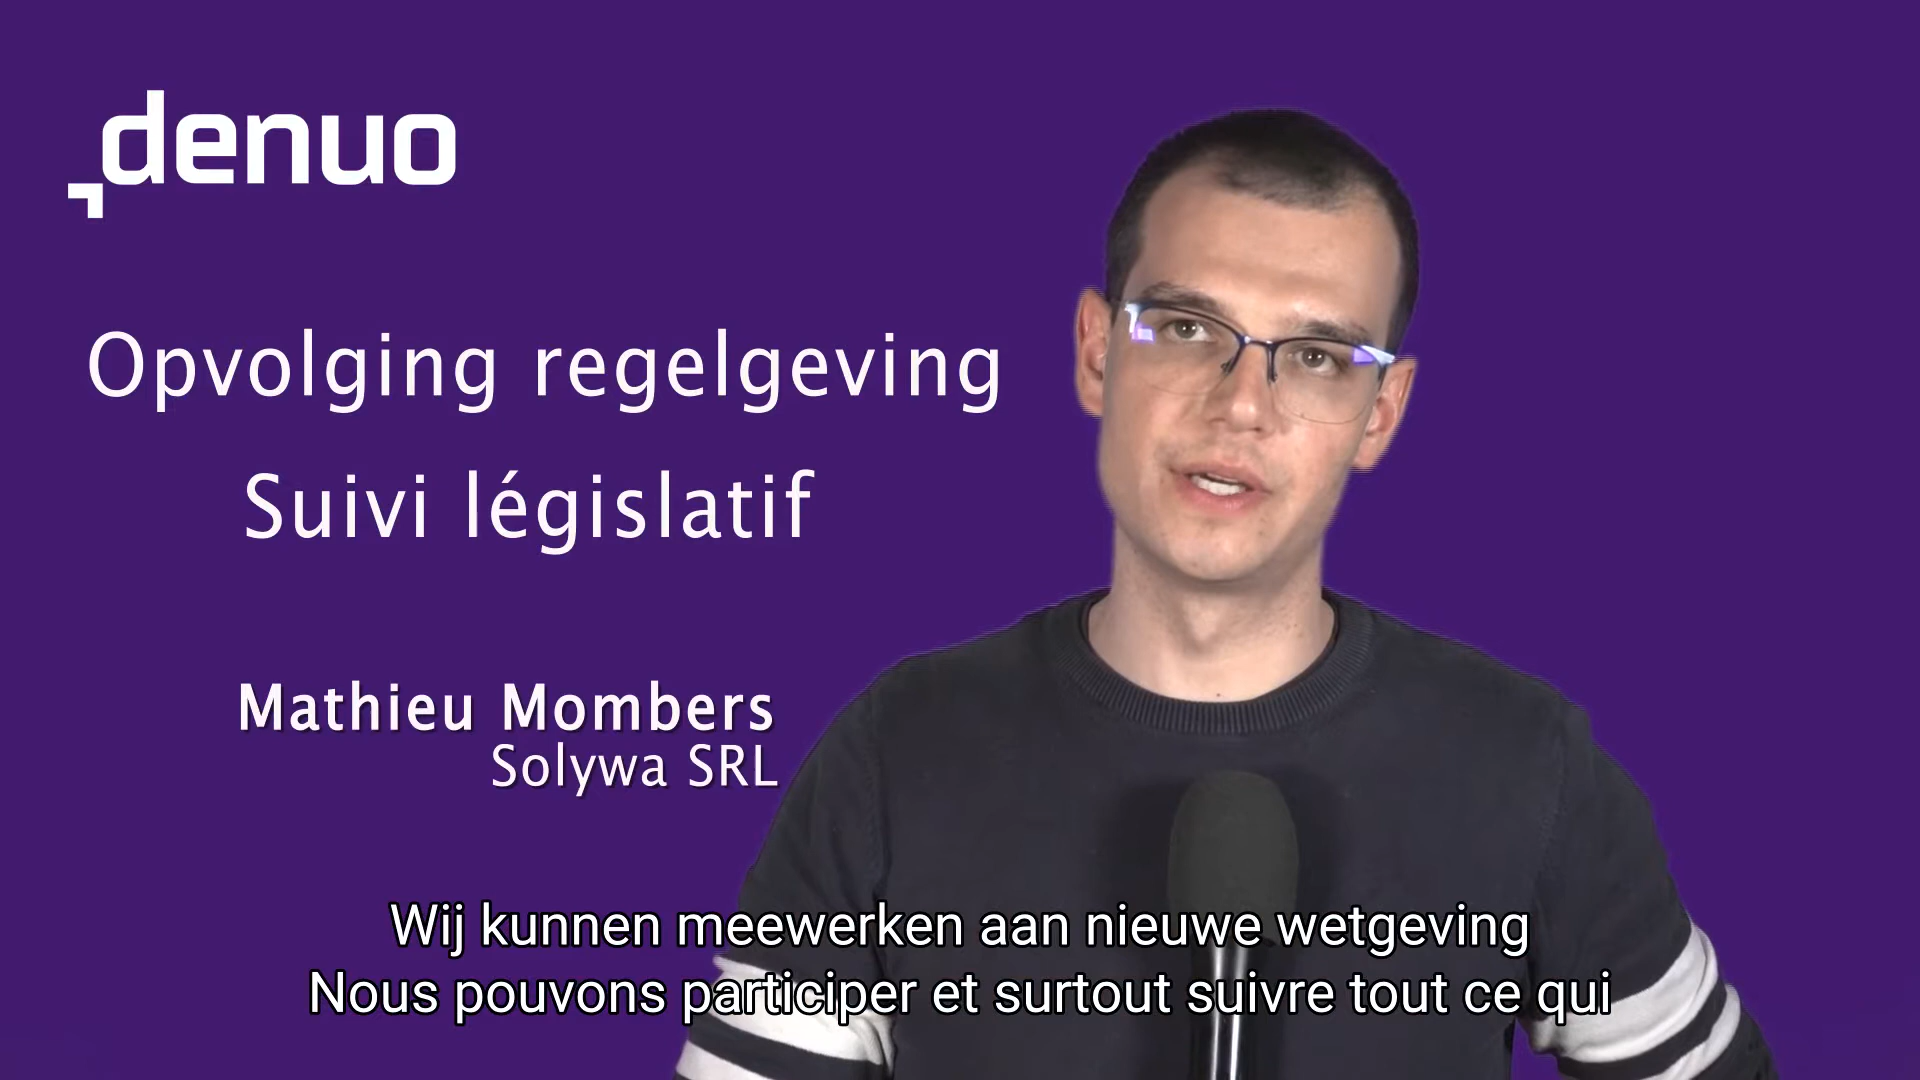 denuo
Opvolging regelgeving
Suivi législatif
Mathieu Mombers
Solywa SRL
Wij kunnen meewerken aan nieuwe wetgeving
Nous pouvons participer et surtout suivre tout ce qui